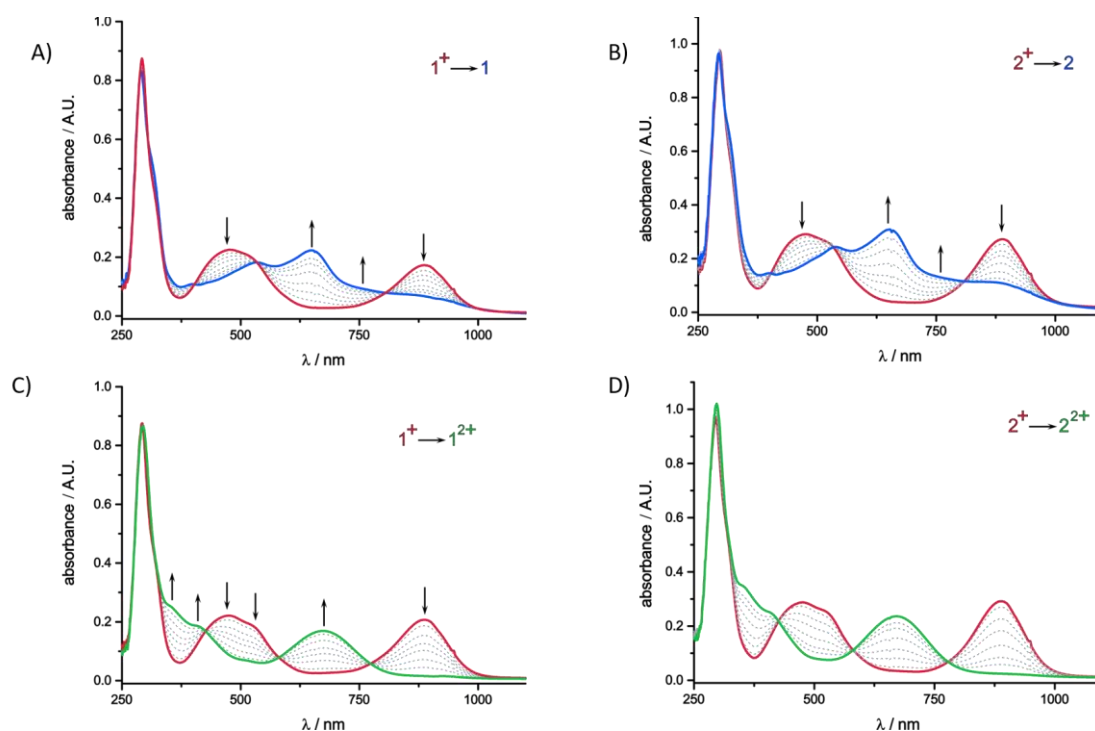 A)
1⁺ → 1
absorbance / A.U.
1.0
0.8
0.6
0.4
0.2
0.0
250 500 750 1000
λ / nm
B)
2⁺ → 2
absorbance / A.U.
1.0
0.8
0.6
0.4
0.2
0.0
250 500 750 1000
λ / nm
C)
1⁺ → 1²⁺
absorbance / A.U.
1.0
0.8
0.6
0.4
0.2
0.0
250 500 750 1000
λ / nm
D)
2⁺ → 2²⁺
absorbance / A.U.
1.0
0.8
0.6
0.4
0.2
0.0
250 500 750 1000
λ / nm